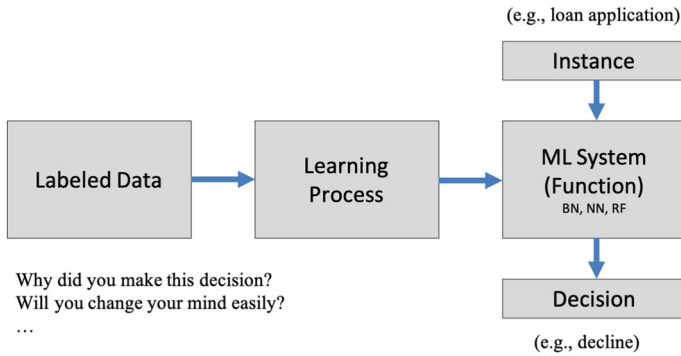 (e.g., loan application)
Instance
Labeled Data
Learning
Process
ML System
(Function)
BN, NN, RF
Why did you make this decision?
Will you change your mind easily?
…
Decision
(e.g., decline)